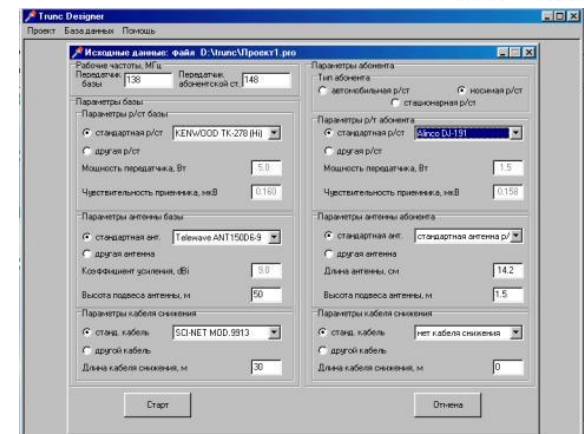 Trunc Designer
Проект База данных Помощь
Исходные данные: файл D:\trunc\Проект1.pro
Рабочие частоты, МГц
Передатчик базы 138 Передатчик абонентской ст. 148
Параметры базы
Параметры р/ст базы
стандартная р/ст KENWOOD TK-278 (Hi)
другая р/ст
Мощность передатчика, Вт 5.0
Чувствительность приемника, мкВ 0.160
Параметры антенны базы
стандартная ант. Telewave ANT150D6-9
другая антенна
Коэффициент усиления, dBi 9.0
Высота подвеса антенны, м 50
Параметры кабеля снижения
станд. кабель SCI-NET MOD.9913
другой кабель
Длина кабеля снижения, м 30
Параметры абонента
Тип абонента
автомобильная р/ст носимая р/ст
стационарная р/ст
Параметры р/т абонента
стандартная р/ст Alinco DJ-191
другая р/ст
Мощность передатчика, Вт 1.5
Чувствительность приемника, мкВ 0.158
Параметры антенны абонента
стандартная ант. стандартная антенна р/
другая антенна
Длина антенны, см 14.2
Высота подвеса антенны, м 1.5
Параметры кабеля снижения
станд. кабель нет кабеля снижения
другой кабель
Длина кабеля снижения, м 0
Старт Отмена